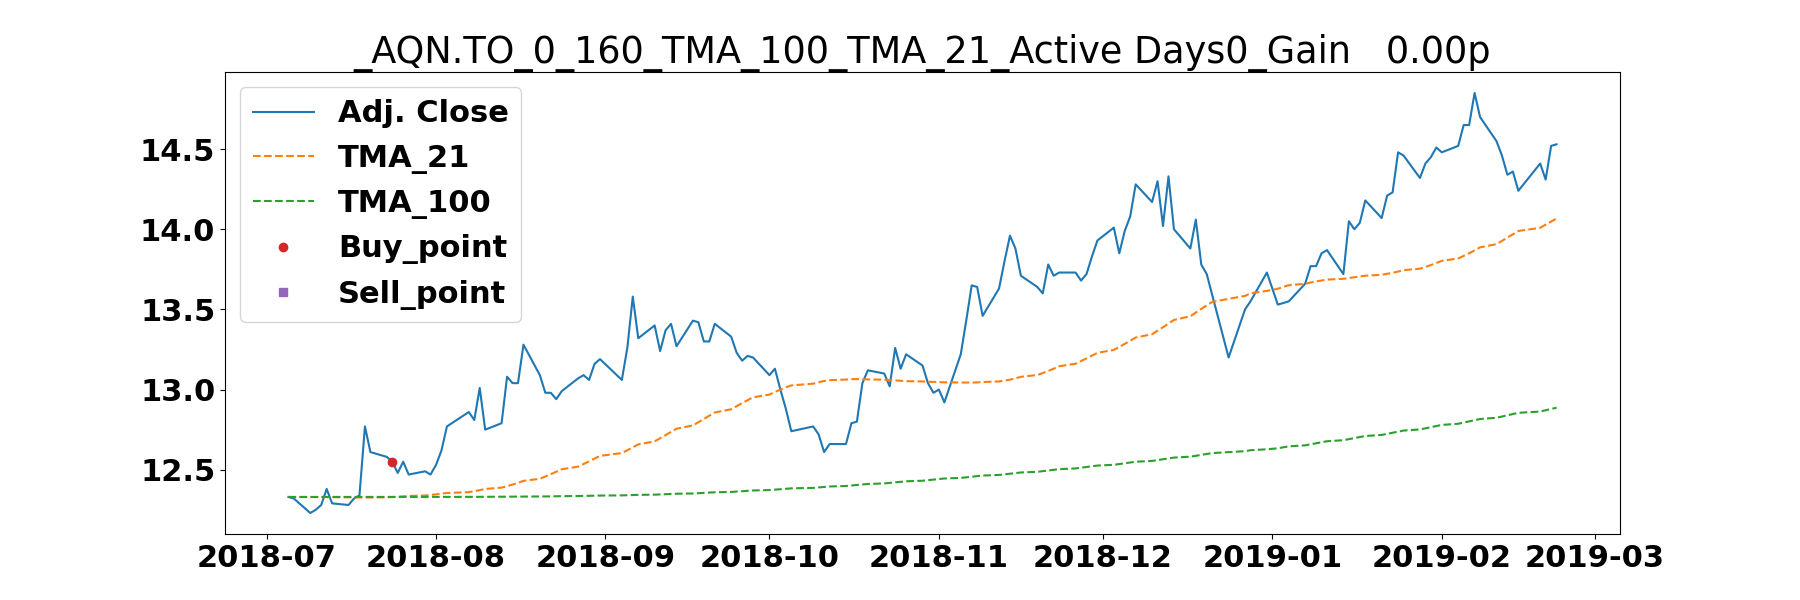 _AQN.TO_0_160_TMA_100_TMA_21_Active Days0_Gain   0.00p
Adj. Close
TMA_21
TMA_100
Buy_point
Sell_point
14.5
14.0
13.5
13.0
12.5
2018-07 2018-08 2018-09 2018-10 2018-11 2018-12 2019-01 2019-02 2019-03